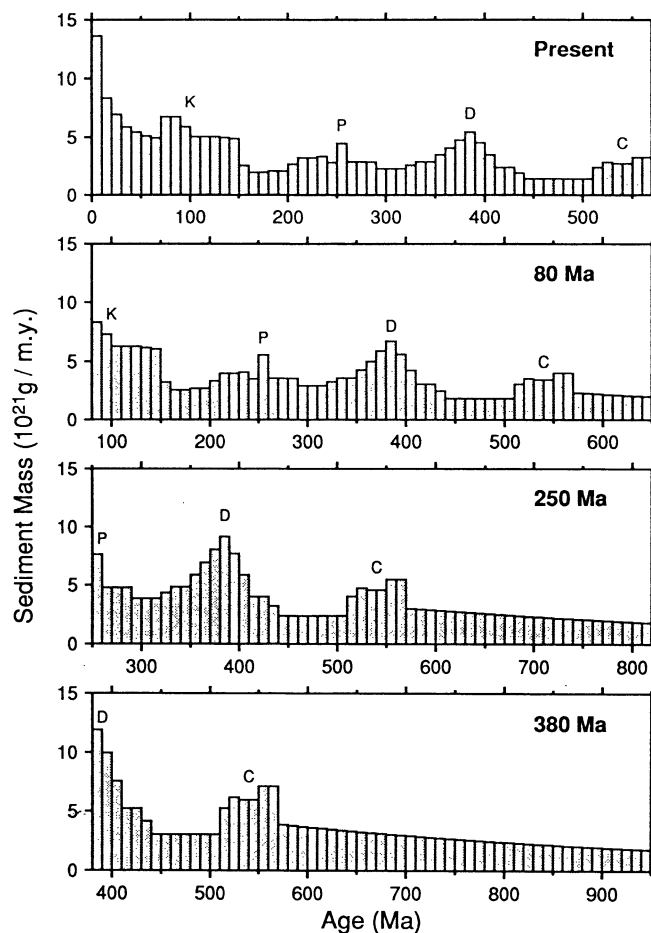 Sediment Mass (10²¹g / m.y.)
15
10
5
0
Present
K
P
D
C
0 100 200 300 400 500
15
10
5
0
80 Ma
K
P
D
C
100 200 300 400 500 600
15
10
5
0
250 Ma
P
D
C
300 400 500 600 700 800
15
10
5
0
380 Ma
D
C
400 500 600 700 800 900
Age (Ma)